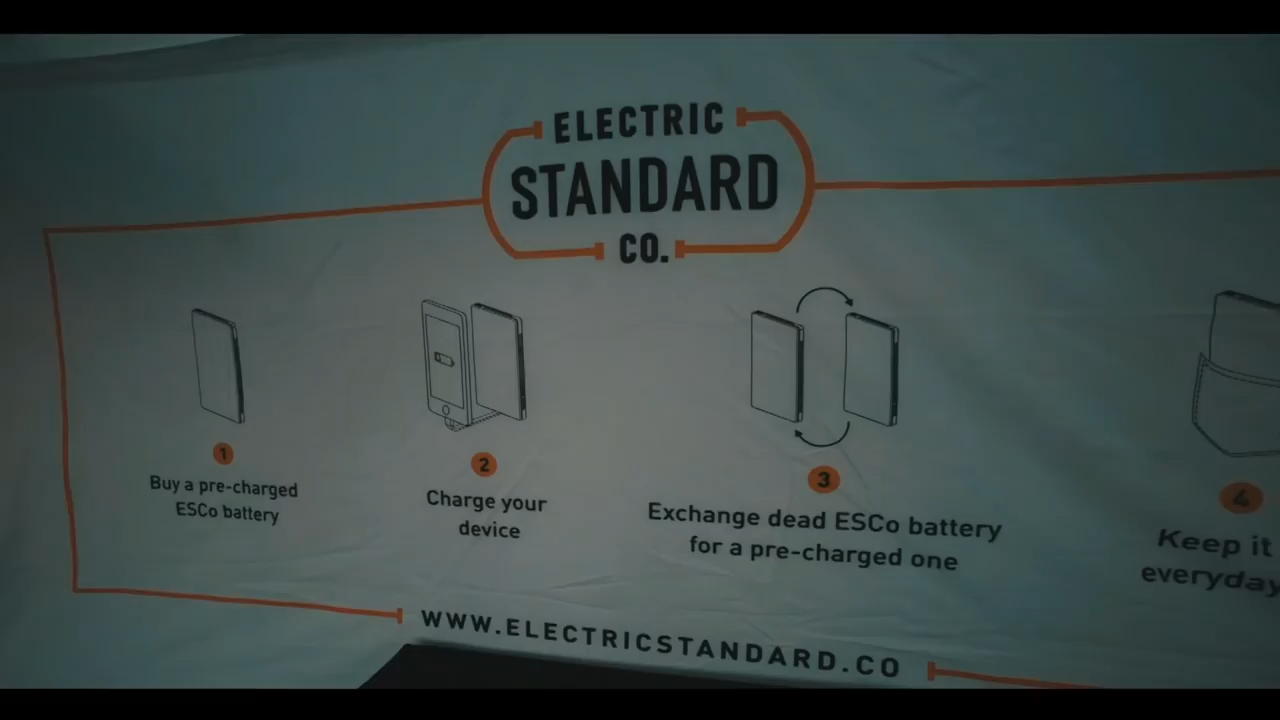 ELECTRIC
STANDARD
CO.
1
Buy a pre-charged
ESCo battery
2
Charge your
device
3
Exchange dead ESCo battery
for a pre-charged one
4
Keep it
everyday
WWW.ELECTRICSTANDARD.CO